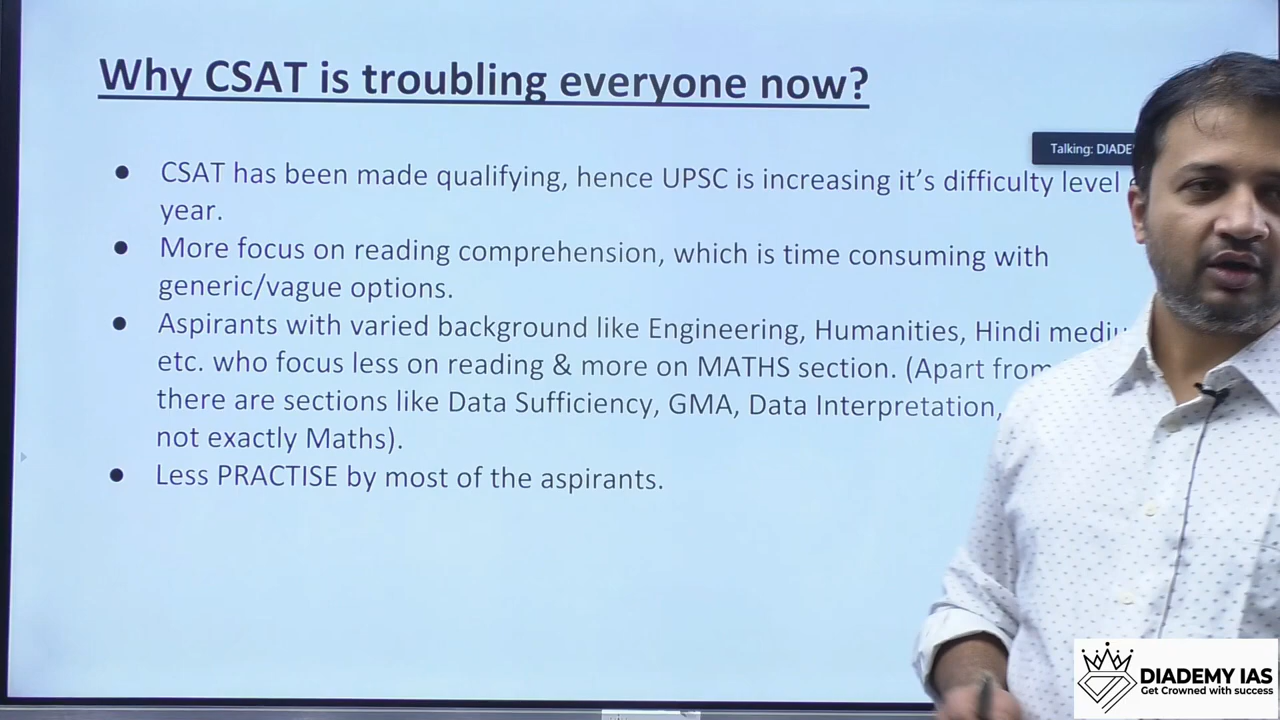 Why CSAT is troubling everyone now?
Talking: DIADE
● CSAT has been made qualifying, hence UPSC is increasing it's difficulty level
year.
● More focus on reading comprehension, which is time consuming with
generic/vague options.
● Aspirants with varied background like Engineering, Humanities, Hindi mediu
etc. who focus less on reading & more on MATHS section. (Apart from
there are sections like Data Sufficiency, GMA, Data Interpretation,
not exactly Maths).
● Less PRACTISE by most of the aspirants.
DIADEMY IAS
Get Crowned with success